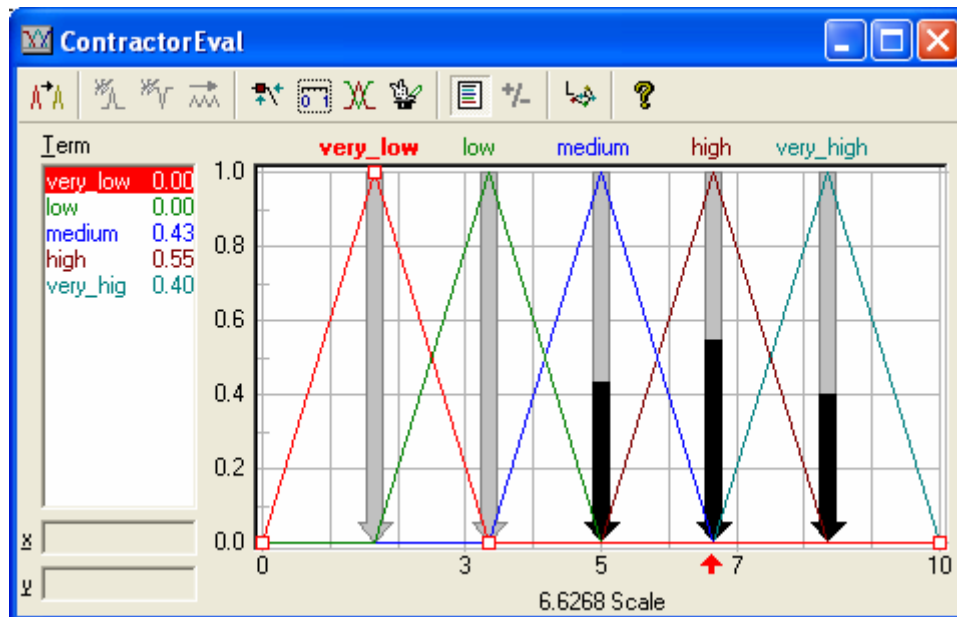 ContractorEval
Term
very_low 0.00
low 0.00
medium 0.43
high 0.55
very_hig 0.40
very_low low medium high very_high
1.0
0.8
0.6
0.4
0.2
0.0
0 3 5 7 10
6.6268 Scale
x
y